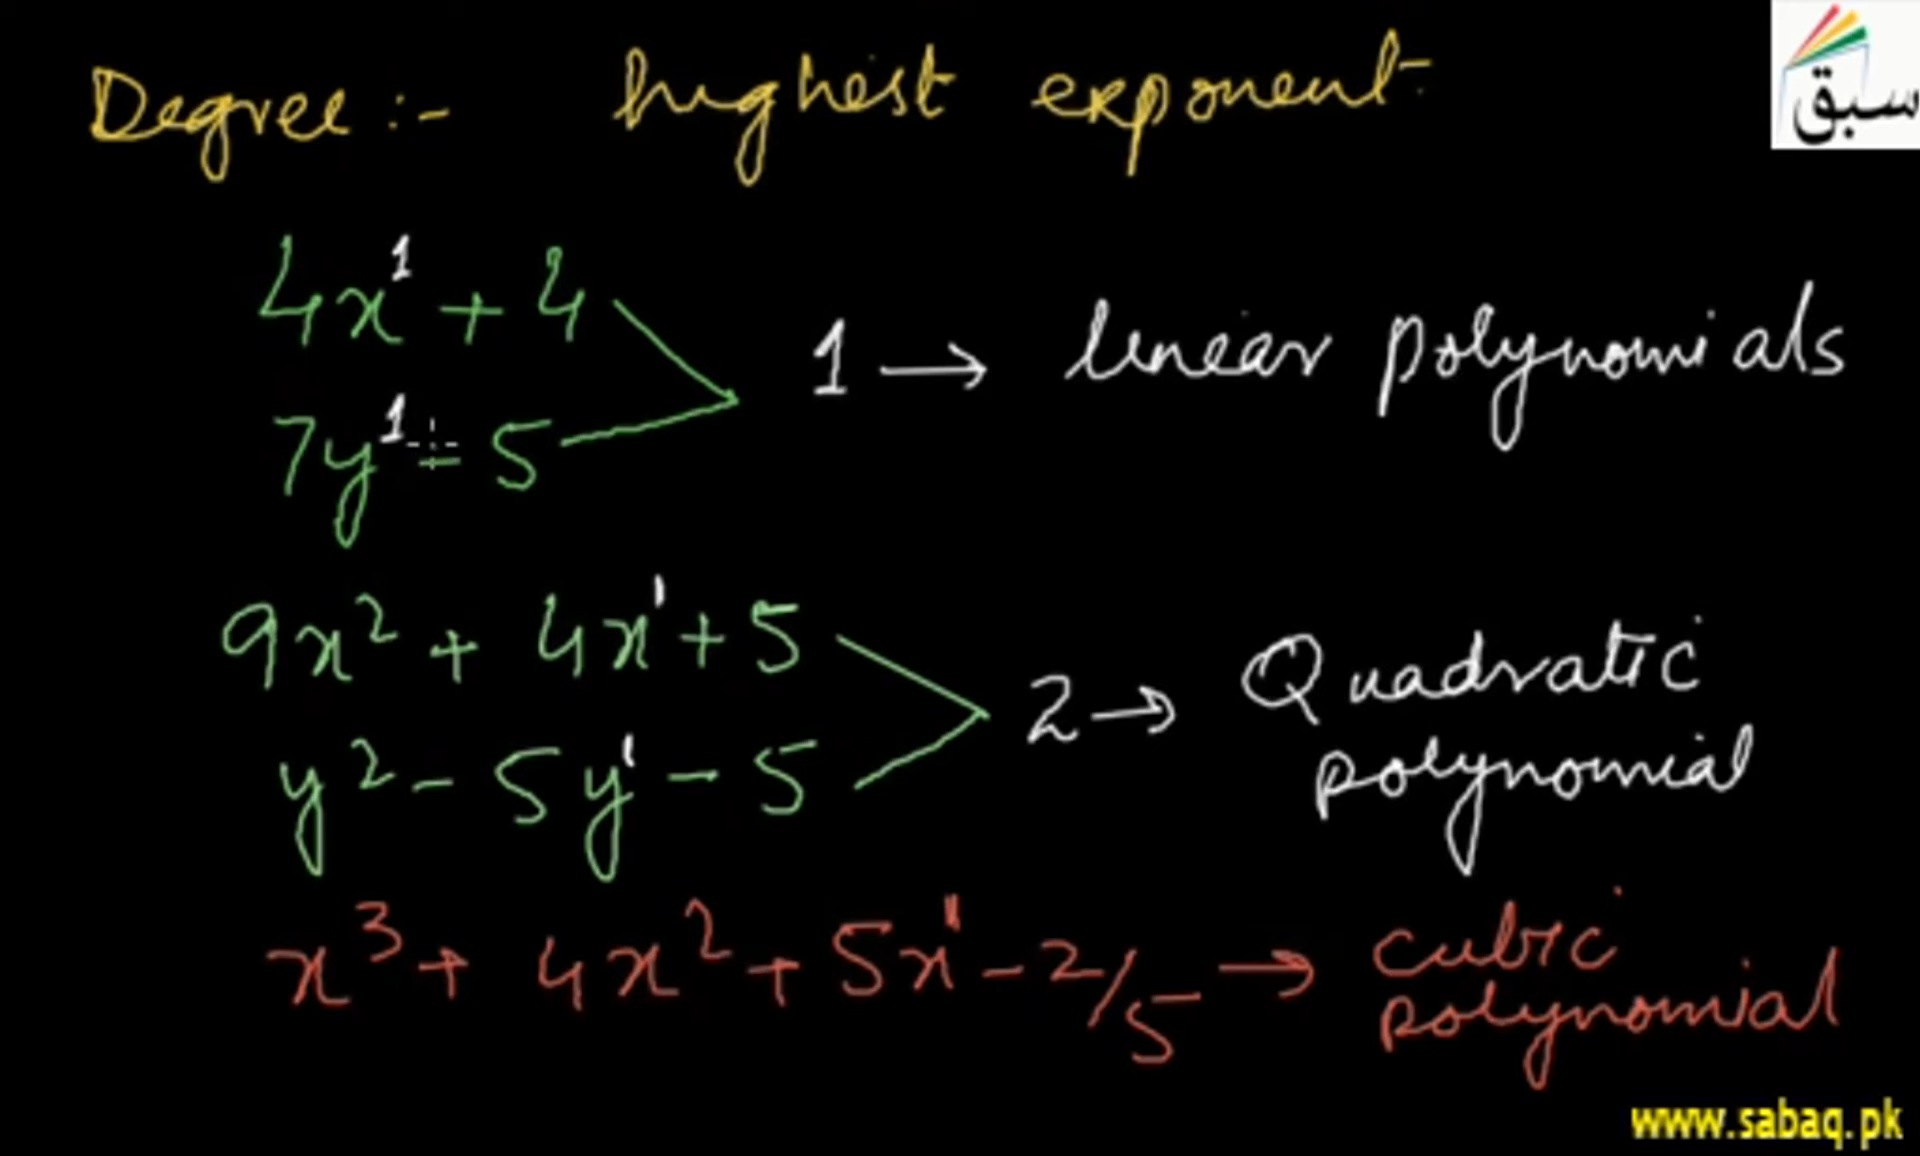 Degree :- highest exponent
سبق
4x¹ + 4
7y¹ - 5
1 → linear polynomials
9x² + 4x¹ + 5
y² - 5y¹ - 5
2 → Quadratic
polynomial
x³ + 4x² + 5x¹ - 2/5 → cubic
polynomial
www.sabaq.pk